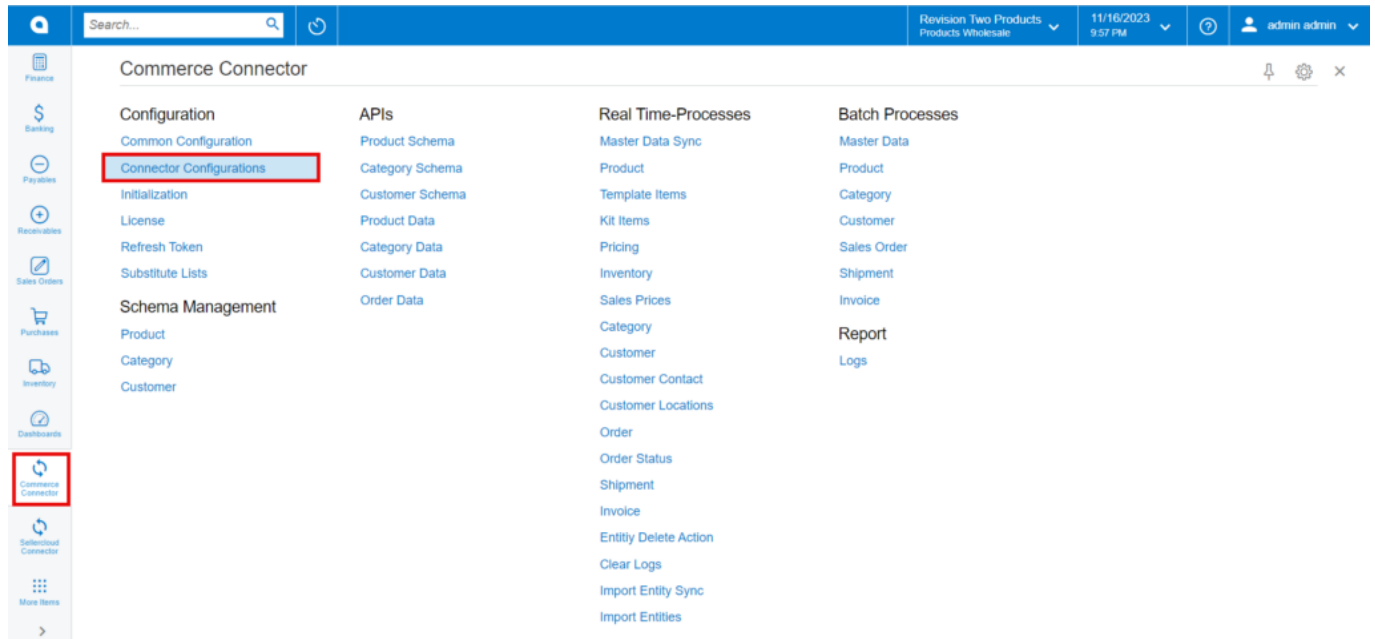 Search...
Revision Two Products
Products Wholesale
11/16/2023
9:57 PM
admin admin
Finance
Banking
Payables
Receivables
Sales Orders
Purchases
Inventory
Dashboards
Commerce
Connector
Sellercloud
Connector
More Items
Commerce Connector
Configuration
Common Configuration
Connector Configurations
Initialization
License
Refresh Token
Substitute Lists
Schema Management
Product
Category
Customer
APIs
Product Schema
Category Schema
Customer Schema
Product Data
Category Data
Customer Data
Order Data
Real Time-Processes
Master Data Sync
Product
Template Items
Kit Items
Pricing
Inventory
Sales Prices
Category
Customer
Customer Contact
Customer Locations
Order
Order Status
Shipment
Invoice
Entitiy Delete Action
Clear Logs
Import Entity Sync
Import Entities
Batch Processes
Master Data
Product
Category
Customer
Sales Order
Shipment
Invoice
Report
Logs